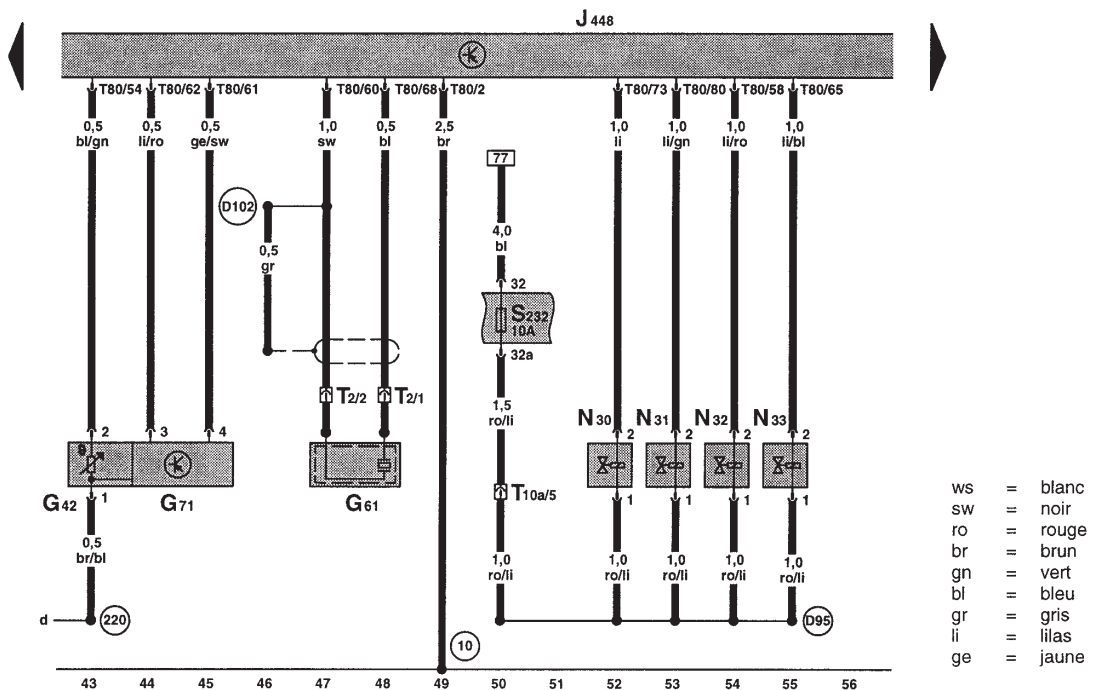 J 448
T80/54 T80/62 T80/61 T80/60 T80/68 T80/2 T80/73 T80/80 T80/58 T80/65
0,5 0,5 0,5 1,0 0,5 2,5 1,0 1,0 1,0 1,0
bl/gn li/ro ge/sw sw bl br li li/gn li/ro li/bl
77
D102
4,0
bl
0,5
gr
32
S232
10A
32a
T2/2 T2/1
1,5
ro/li
N30 N31 N32 N33
2 3 4 2 2 2 2
θ
G42 1 G71 G61 T10a/5 1 1 1 1
0,5
br/bl
1,0 1,0 1,0 1,0 1,0
ro/li ro/li ro/li ro/li ro/li
d 220 D95
10
43 44 45 46 47 48 49 50 51 52 53 54 55 56
ws = blanc
sw = noir
ro = rouge
br = brun
gn = vert
bl = bleu
gr = gris
li = lilas
ge = jaune